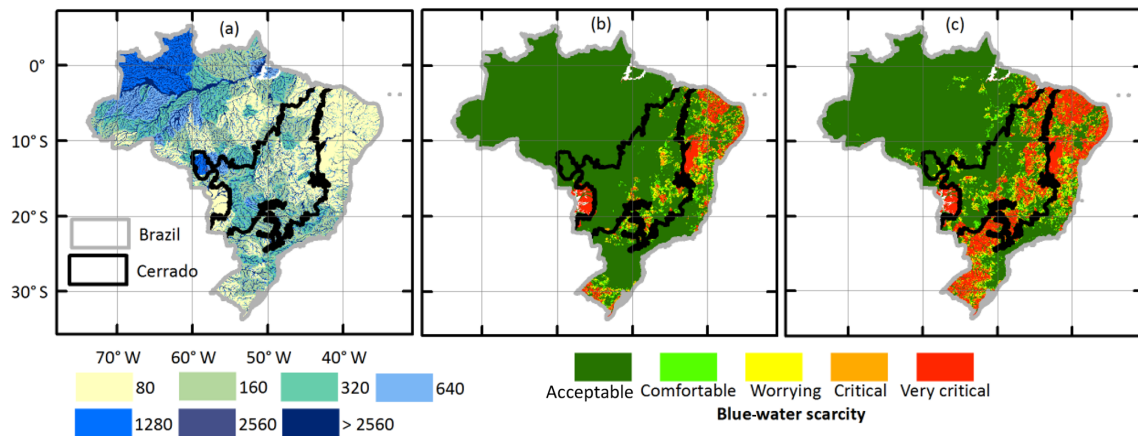 (a) (b) (c)
0°
10° S
20° S
30° S
Brazil
Cerrado
70° W 60° W 50° W 40° W
80 160 320 640
1280 2560 > 2560
Acceptable Comfortable Worrying Critical Very critical
Blue-water scarcity